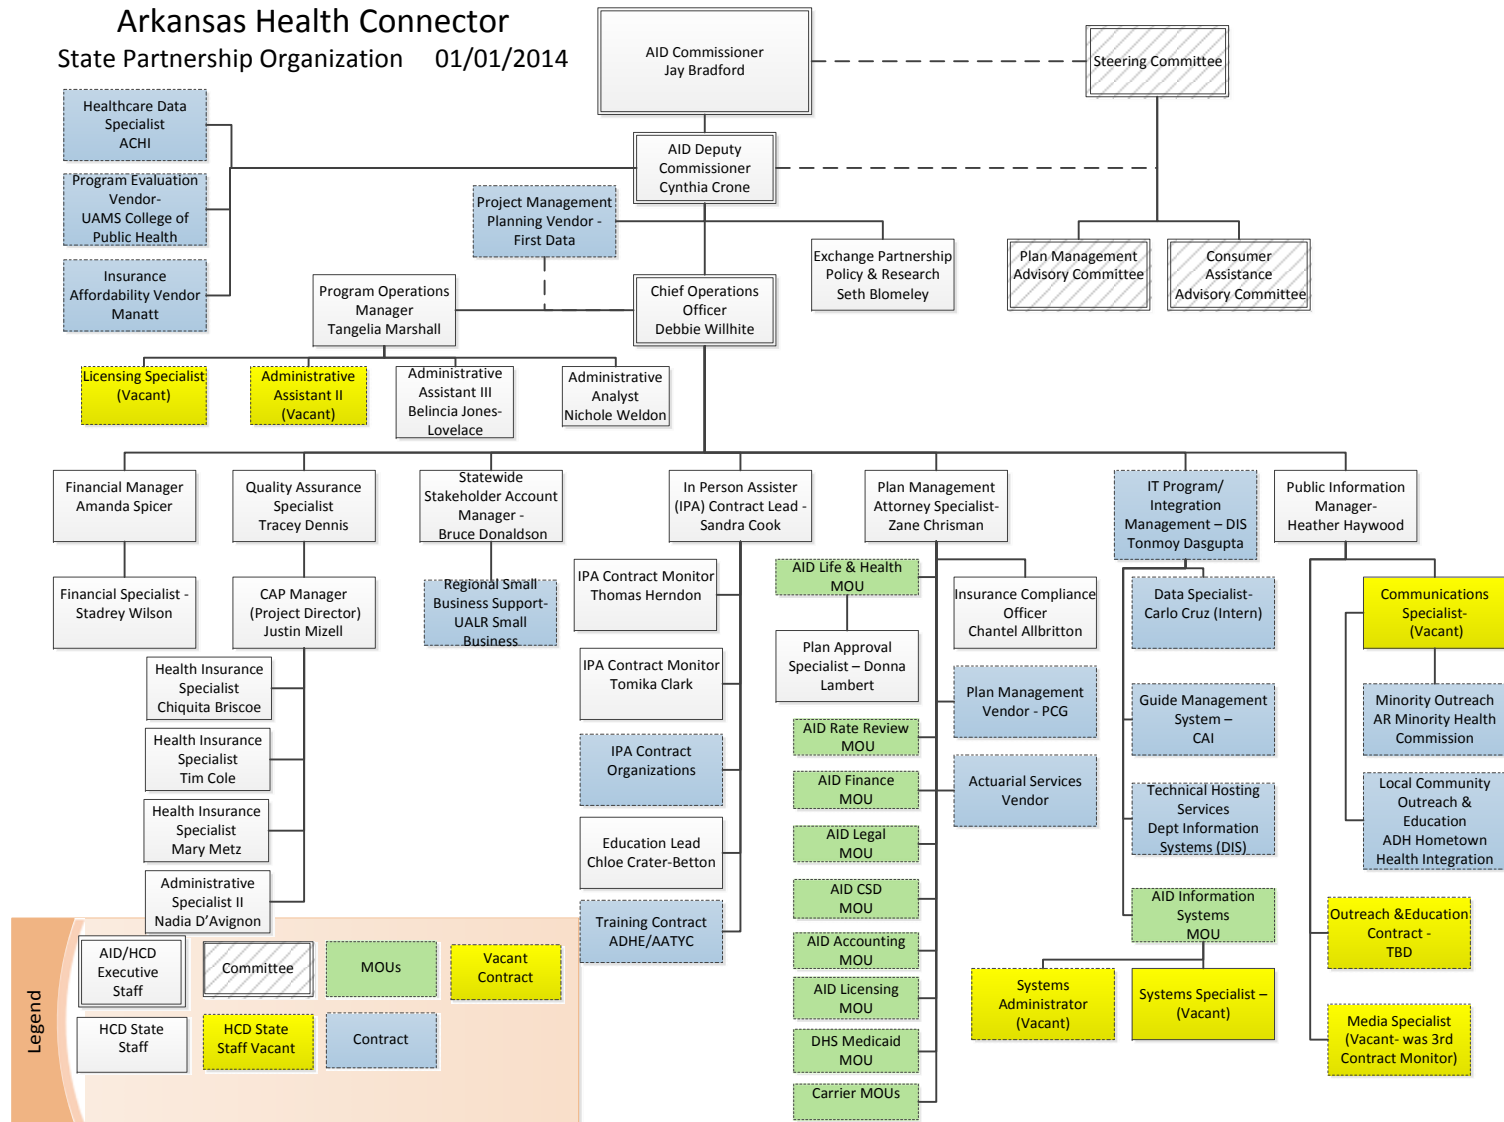 Arkansas Health Connector
State Partnership Organization 01/01/2014
AID Commissioner
Jay Bradford
Steering Committee
Healthcare Data
Specialist
ACHI
AID Deputy
Commissioner
Cynthia Crone
Program Evaluation
Vendor-
UAMS College of
Public Health
Project Management
Planning Vendor -
First Data
Exchange Partnership
Policy & Research
Seth Blomeley
Plan Management
Advisory Committee
Consumer
Assistance
Advisory Committee
Insurance
Affordability Vendor
Manatt
Program Operations
Manager
Tangelia Marshall
Chief Operations
Officer
Debbie Willhite
Licensing Specialist
(Vacant)
Administrative
Assistant II
(Vacant)
Administrative
Assistant III
Belincia Jones-
Lovelace
Administrative
Analyst
Nichole Weldon
Financial Manager
Amanda Spicer
Quality Assurance
Specialist
Tracey Dennis
Statewide
Stakeholder Account
Manager -
Bruce Donaldson
In Person Assister
(IPA) Contract Lead -
Sandra Cook
Plan Management
Attorney Specialist-
Zane Chrisman
IT Program/
Integration
Management – DIS
Tonmoy Dasgupta
Public Information
Manager-
Heather Haywood
Financial Specialist -
Stadrey Wilson
CAP Manager
(Project Director)
Justin Mizell
Regional Small
Business Support-
UALR Small
Business
IPA Contract Monitor
Thomas Herndon
AID Life & Health
MOU
Insurance Compliance
Officer
Chantel Allbritton
Data Specialist-
Carlo Cruz (Intern)
Communications
Specialist-
(Vacant)
Health Insurance
Specialist
Chiquita Briscoe
IPA Contract Monitor
Tomika Clark
Plan Approval
Specialist – Donna
Lambert
Plan Management
Vendor - PCG
Guide Management
System –
CAI
Minority Outreach
AR Minority Health
Commission
Health Insurance
Specialist
Tim Cole
IPA Contract
Organizations
AID Rate Review
MOU
AID Finance
MOU
Actuarial Services
Vendor
Technical Hosting
Services
Dept Information
Systems (DIS)
Local Community
Outreach &
Education
ADH Hometown
Health Integration
Health Insurance
Specialist
Mary Metz
Education Lead
Chloe Crater-Betton
AID Legal
MOU
Administrative
Specialist II
Nadia D’Avignon
Training Contract
ADHE/AATYC
AID CSD
MOU
AID Information
Systems
MOU
Outreach &Education
Contract -
TBD
AID Accounting
MOU
AID Licensing
MOU
Systems
Administrator
(Vacant)
Systems Specialist –
(Vacant)
DHS Medicaid
MOU
Media Specialist
(Vacant- was 3rd
Contract Monitor)
Carrier MOUs
Legend
AID/HCD
Executive
Staff
Committee
MOUs
Vacant
Contract
HCD State
Staff
HCD State
Staff Vacant
Contract